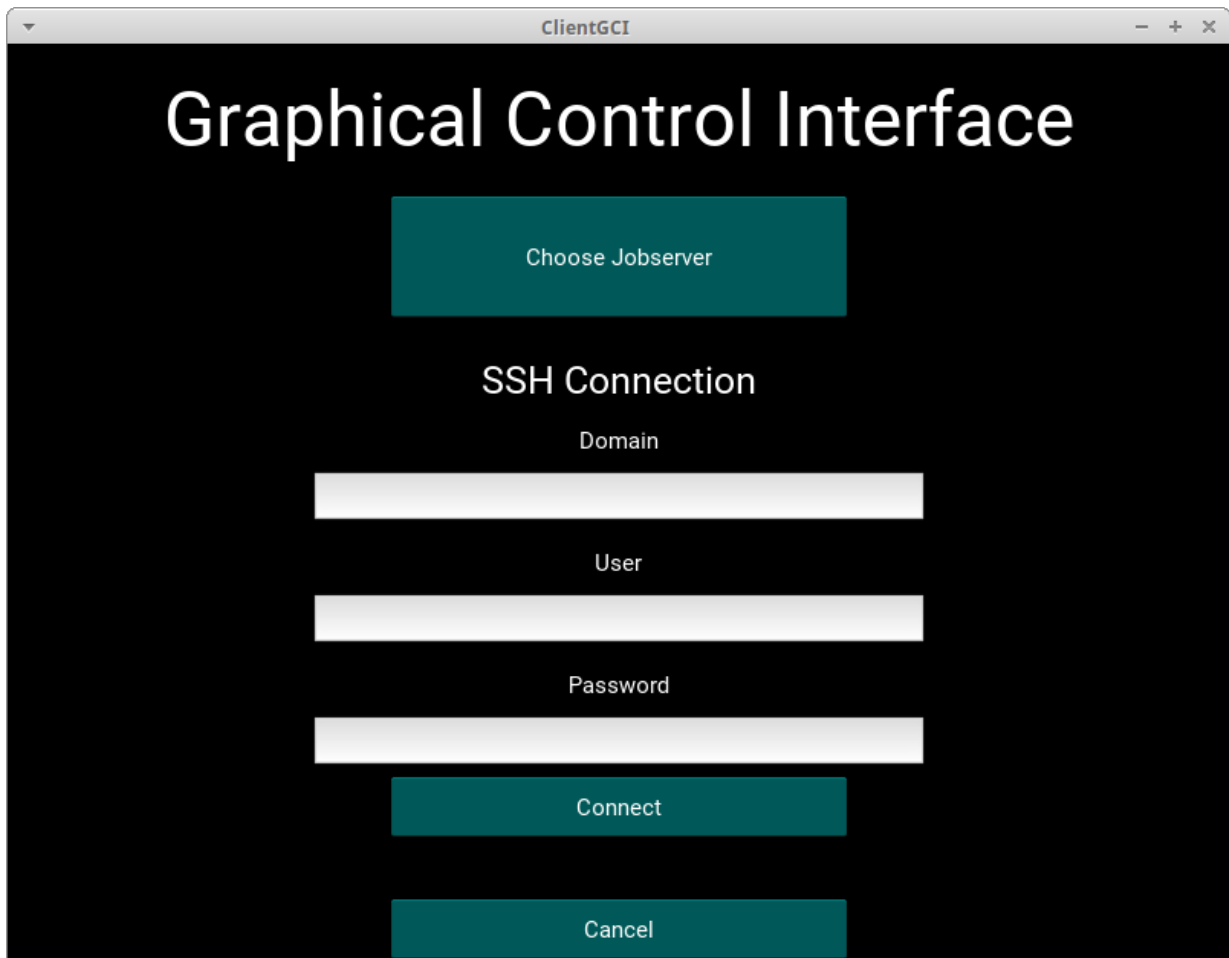 ClientGCI
Graphical Control Interface
Choose Jobserver
SSH Connection
Domain
User
Password
Connect
Cancel